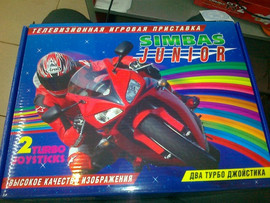 ТЕЛЕВИЗИОННАЯ ИГРОВАЯ ПРИСТАВКА
SIMBAS
JUNIOR
2 TURBO
JOYSTICKS
ВЫСОКОЕ КАЧЕСТВО ИЗОБРАЖЕНИЯ
ДВА ТУРБО ДЖОЙСТИКА